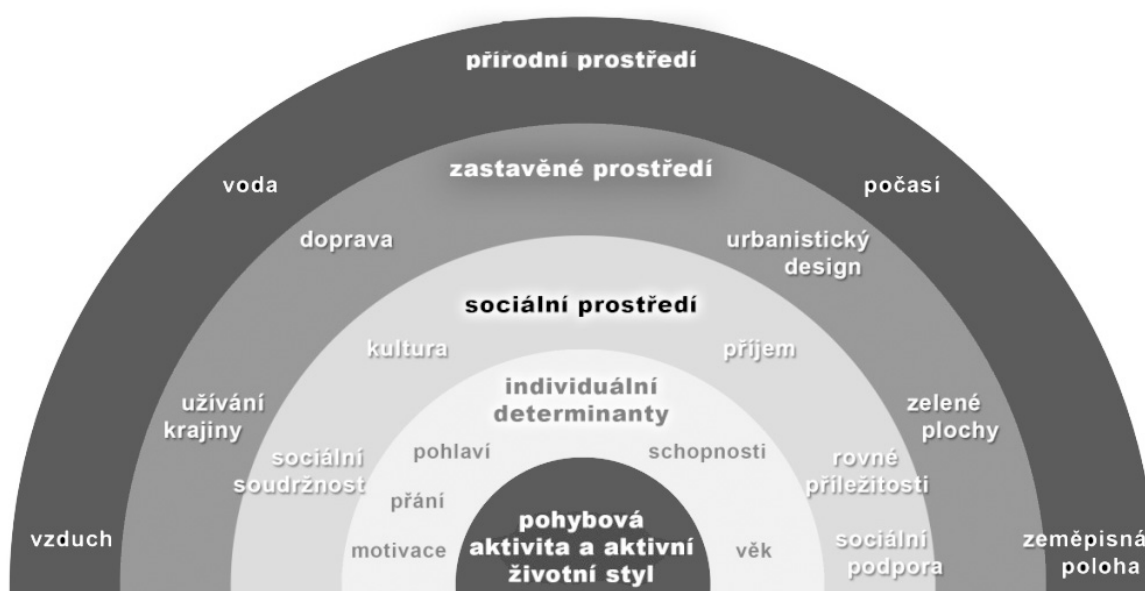 přírodní prostředí
voda
počasí
vzduch
zeměpisná
poloha
zastavěné prostředí
doprava
urbanistický
design
užívání
krajiny
zelené
plochy
sociální prostředí
kultura
příjem
sociální
soudržnost
rovné
příležitosti
sociální
podpora
individuální
determinanty
pohlaví
schopnosti
přání
motivace
věk
pohybová
aktivita a aktivní
životní styl